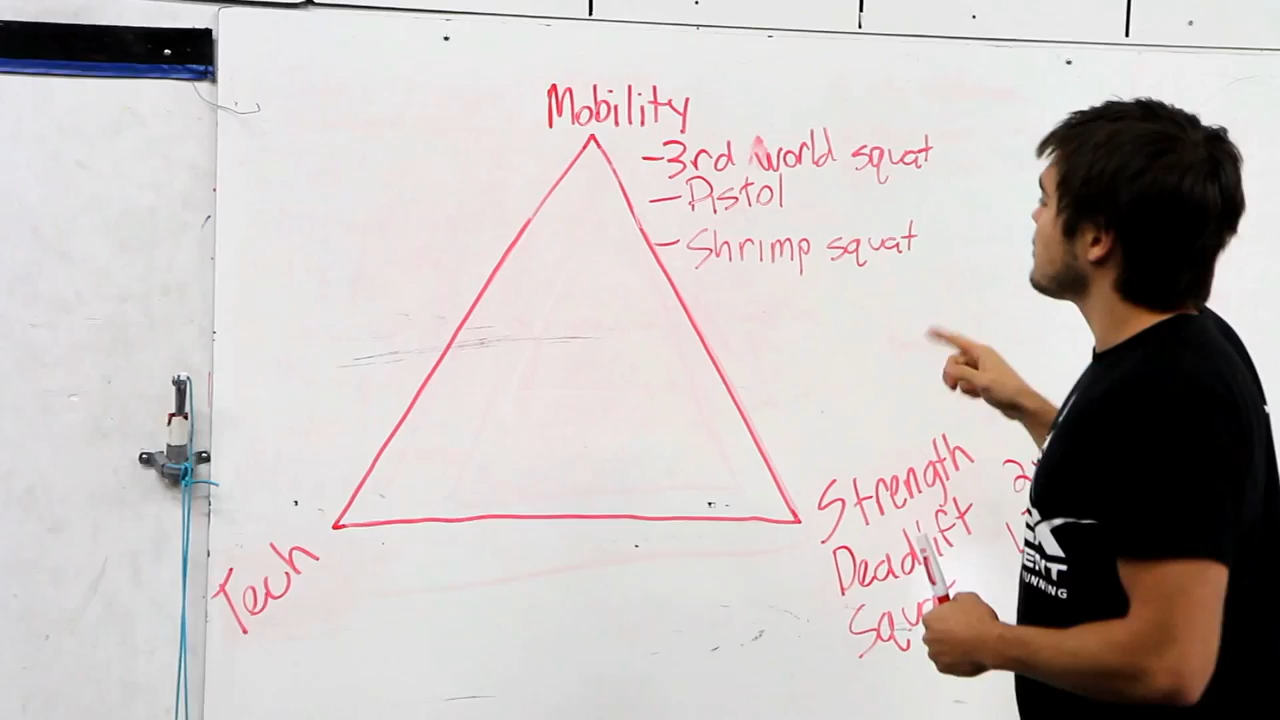 Mobility
-3rd world squat
-Pistol
-Shrimp squat
Strength
Deadlift
Tech